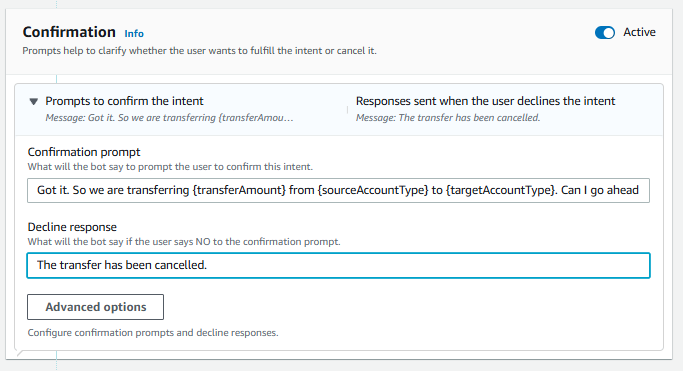 Confirmation Info
Active
Prompts help to clarify whether the user wants to fulfill the intent or cancel it.
Prompts to confirm the intent
Message: Got it. So we are transferring {transferAmou…
Responses sent when the user declines the intent
Message: The transfer has been cancelled.
Confirmation prompt
What will the bot say to prompt the user to confirm this intent.
Got it. So we are transferring {transferAmount} from {sourceAccountType} to {targetAccountType}. Can I go ahead
Decline response
What will the bot say if the user says NO to the confirmation prompt.
The transfer has been cancelled.
Advanced options
Configure confirmation prompts and decline responses.